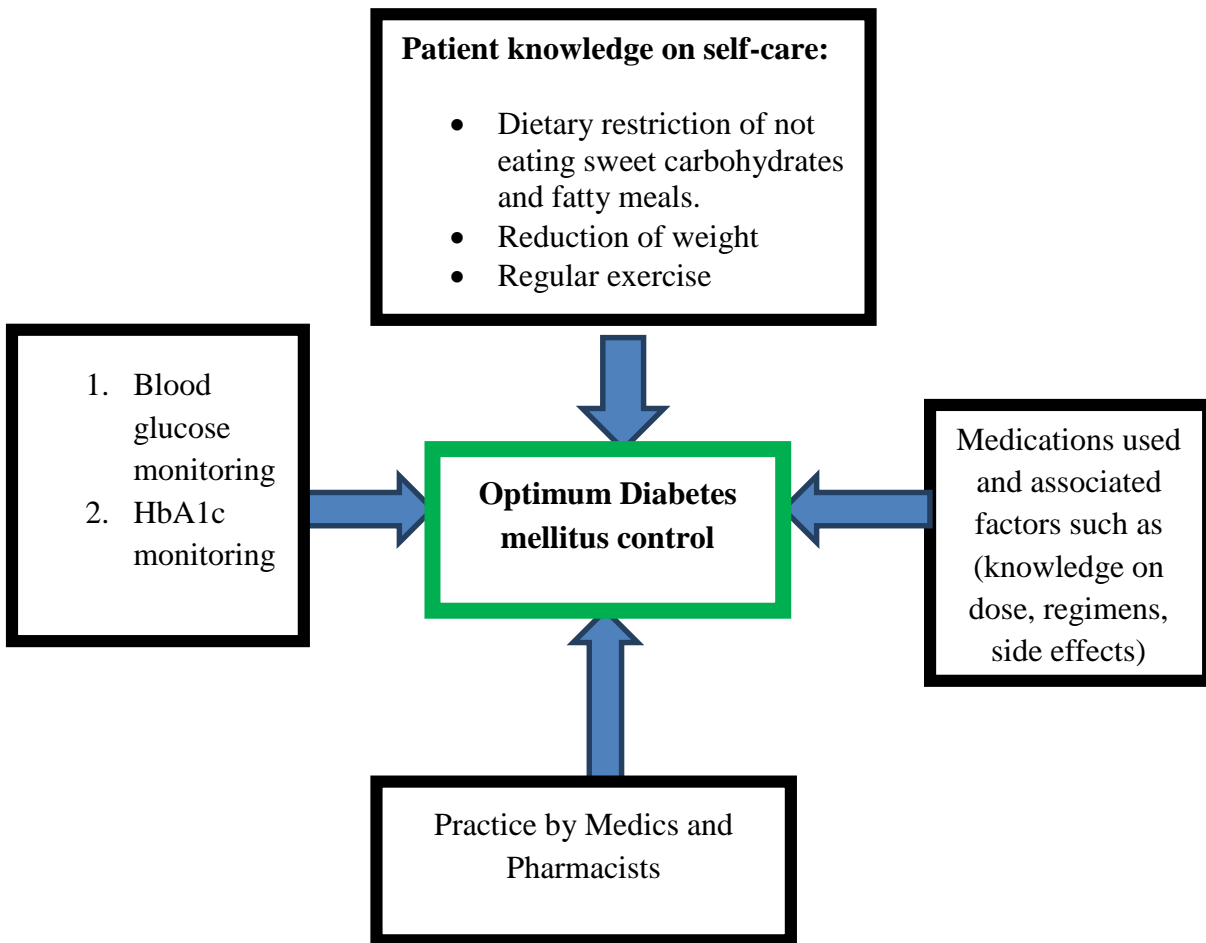 Patient knowledge on self-care:
• Dietary restriction of not
eating sweet carbohydrates
and fatty meals.
• Reduction of weight
• Regular exercise
1. Blood
glucose
monitoring
2. HbA1c
monitoring
Optimum Diabetes
mellitus control
Medications used
and associated
factors such as
(knowledge on
dose, regimens,
side effects)
Practice by Medics and
Pharmacists